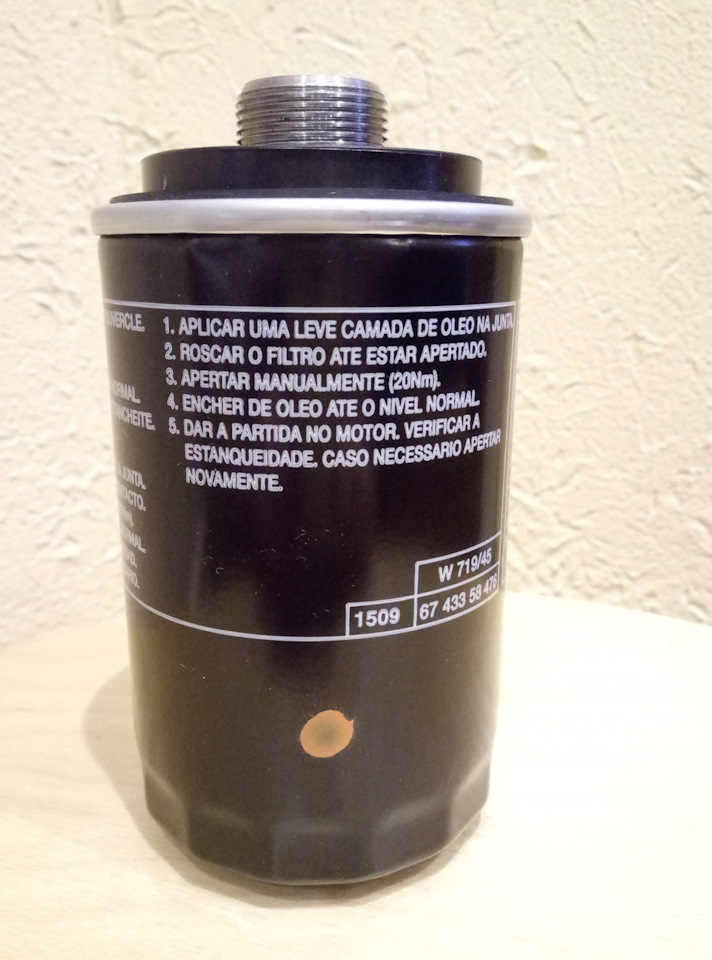 1. APLICAR UMA LEVE CAMADA DE OLEO NA JUNTA.
2. ROSCAR O FILTRO ATE ESTAR APERTADO.
3. APERTAR MANUALMENTE (20Nm).
4. ENCHER DE OLEO ATE O NIVEL NORMAL.
5. DAR A PARTIDA NO MOTOR. VERIFICAR A
ESTANQUEIDADE. CASO NECESSARIO APERTAR
NOVAMENTE.
JUNTA.
W 719/45
1509
67 433 58 476